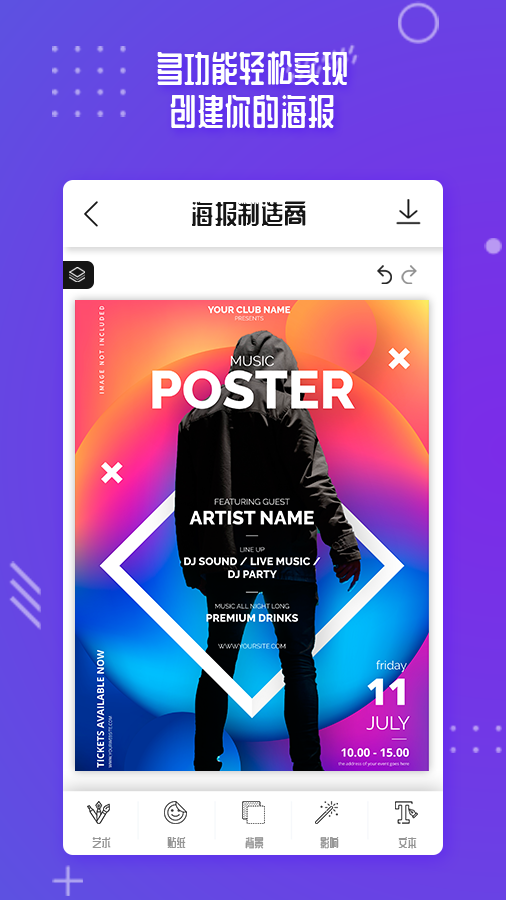 多功能轻松实现
创建你的海报
海报制造商
IMAGE NOT INCLUDED
YOUR CLUB NAME
PRESENTS
MUSIC
POSTER
FEATURING GUEST
ARTIST NAME
LINE UP
DJ SOUND / LIVE MUSIC /
DJ PARTY
MUSIC ALL NIGHT LONG
PREMIUM DRINKS
WWW.YOURSITE.COM
TICKETS AVAILABLE NOW
WWW.YOURWEBSITE.COM
friday
11
JULY
10.00 - 15.00
the address of your event goes here
艺术
贴纸
背景
影响
文本